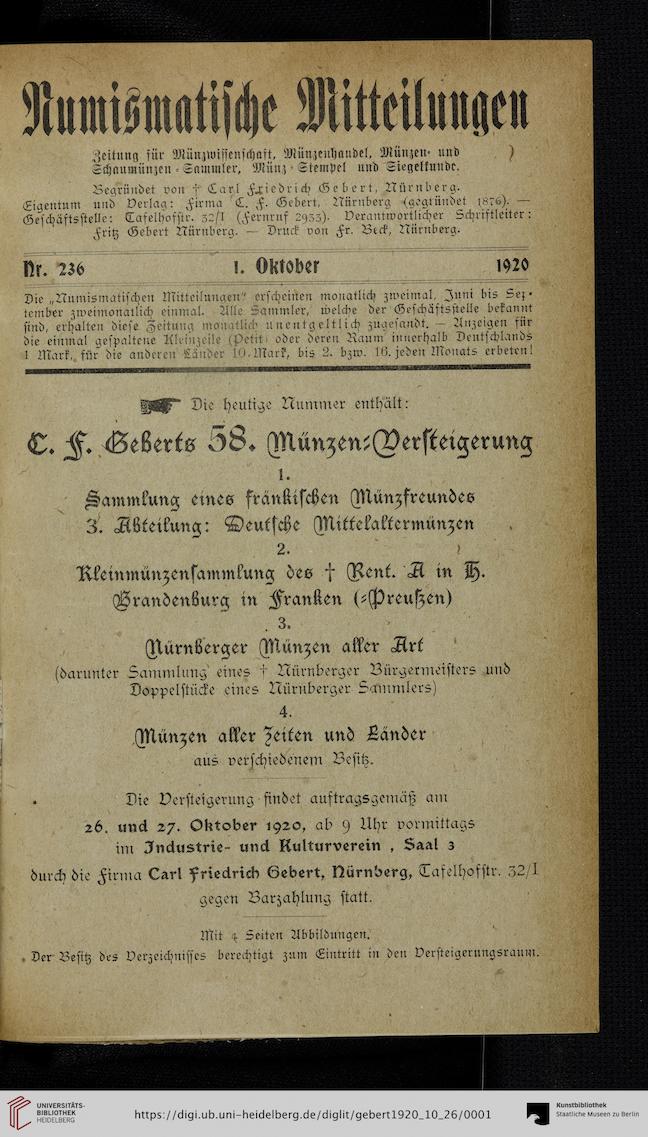 Numismatische Mitteilungen
Zeitung für Münzwissenschaft, Münzenhandel, Münzen- und
Schaumünzen-Sammler, Münz-Stempel und Siegelkunde.
Begründet von † Carl Friedrich Gebert, Nürnberg.
Eigentum und Verlag: Firma C. F. Gebert, Nürnberg (gegründet 1876). —
Geschäftsstelle: Tafelhofstr. 32/I (Fernruf 2933). Verantwortlicher Schriftleiter:
Fritz Gebert Nürnberg. — Druck von Fr. Beck, Nürnberg.
Nr. 236 1. Oktober 1920
Die „Numismatischen Mitteilungen" erscheinen monatlich zweimal, Juni bis Sep-
tember zweimonatlich einmal. Alle Sammler, welche der Geschäftsstelle bekannt
sind, erhalten diese Zeitung monatlich unentgeltlich zugesandt. — Anzeigen für
die einmal gespaltene Kleinzeile (Petit) oder deren Raum innerhalb Deutschlands
1 Mark, für die anderen Länder 10 Mark, bis 2. bzw. 16. jeden Monats erbeten!
☛ Die heutige Nummer enthält:
C. F. Geberts 58. Münzen-Versteigerung
1.
Sammlung eines fränkischen Münzfreundes
3. Abteilung: Deutsche Mittelaltermünzen
2.
Kleinmünzensammlung des † Rent. A in H.
Brandenburg in Franken (-Preußen)
3.
Nürnberger Münzen aller Art
(darunter Sammlung eines † Nürnberger Bürgermeisters und
Doppelstücke eines Nürnberger Sammlers)
4.
Münzen aller Zeiten und Länder
aus verschiedenem Besitz.
Die Versteigerung findet auftragsgemäß am
26. und 27. Oktober 1920, ab 9 Uhr vormittags
im Industrie- und Kulturverein, Saal 3
durch die Firma Carl Friedrich Gebert, Nürnberg, Tafelhofstr. 32/I
gegen Barzahlung statt.
Mit 4 Seiten Abbildungen.
Der Besitz des Verzeichnisses berechtigt zum Eintritt in den Versteigerungsraum.
UNIVERSITÄTS-
BIBLIOTHEK
HEIDELBERG
https://digi.ub.uni-heidelberg.de/diglit/gebert1920_10_26/0001
Kunstbibliothek
Staatliche Museen zu Berlin